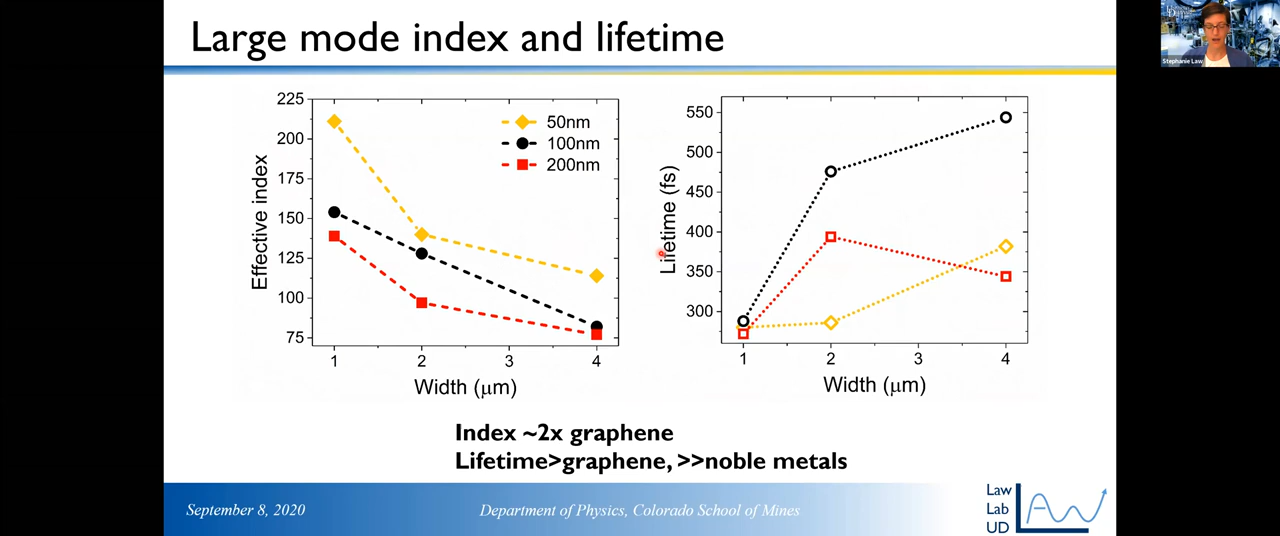 Large mode index and lifetime
Stephanie Law
225
200
175
150
125
100
75
Effective index
50nm
100nm
200nm
1
2
3
4
Width (μm)
550
500
450
400
350
300
Lifetime (fs)
1
2
3
4
Width (μm)
Index ~2x graphene
Lifetime>graphene, >>noble metals
September 8, 2020
Department of Physics, Colorado School of Mines
Law
Lab
UD